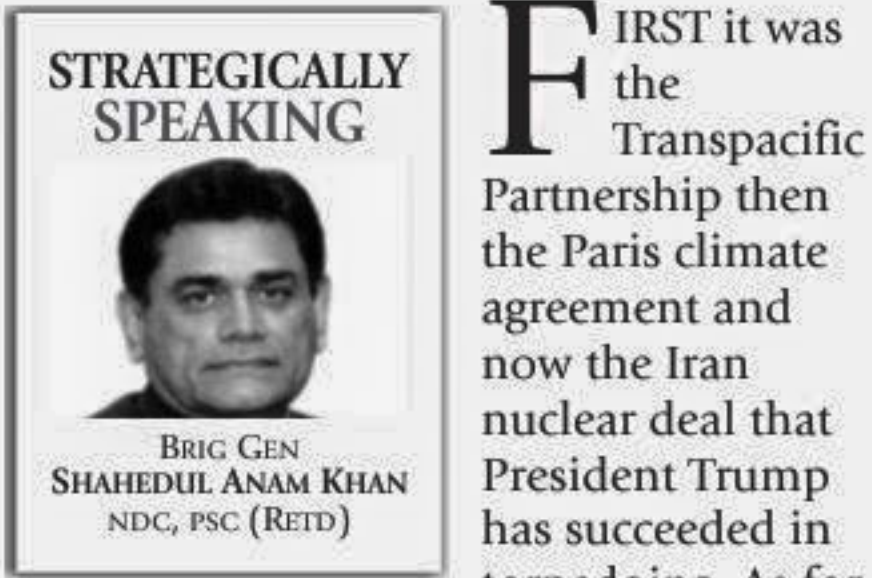 STRATEGICALLY
SPEAKING
BRIG GEN
SHAHEDUL ANAM KHAN
NDC, PSC (RETD)
FIRST it was
the
Transpacific
Partnership then
the Paris climate
agreement and
now the Iran
nuclear deal that
President Trump
has succeeded in